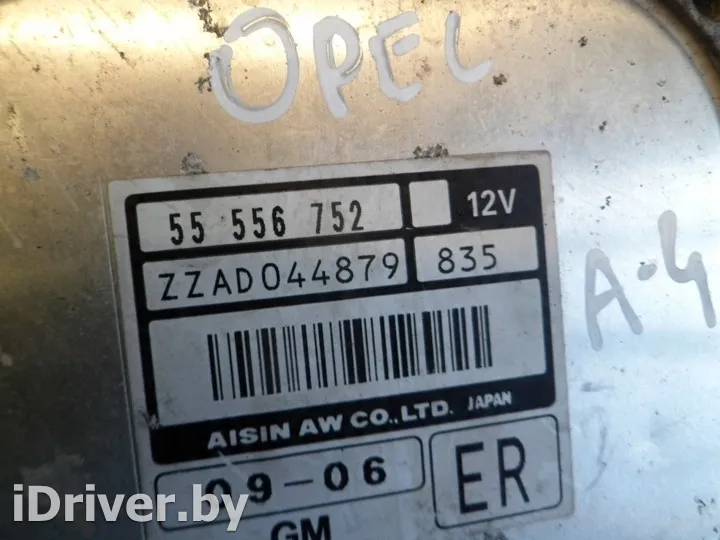 OPEL
55 556 752 12V
ZZAD044879 835
A-4
AISIN AW CO.,LTD. JAPAN
09-06 ER
GM
iDriver.by